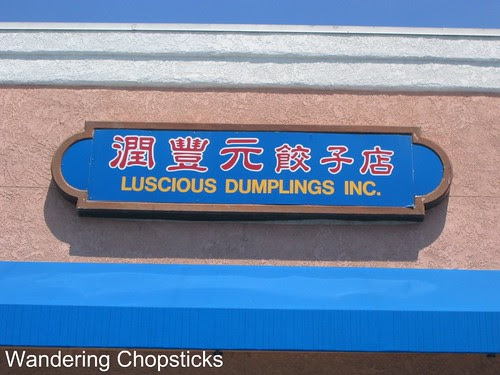 潤豐元餃子店
LUSCIOUS DUMPLINGS INC.
Wandering Chopsticks